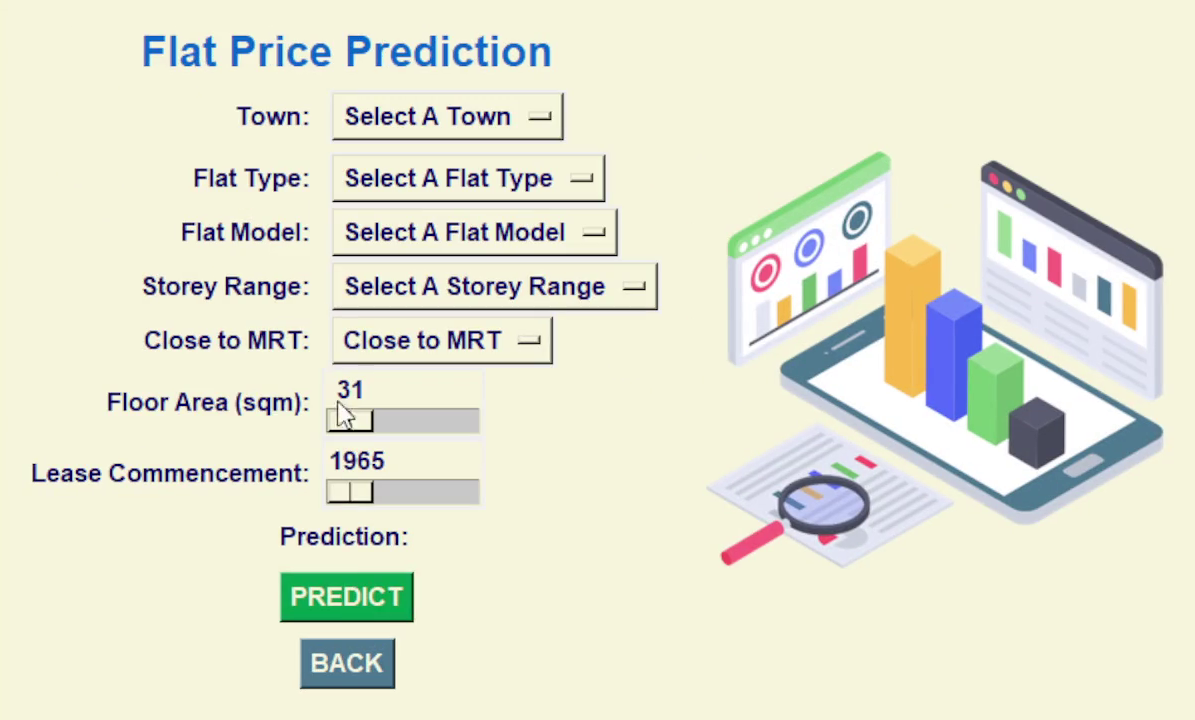 Flat Price Prediction
Town: Select A Town
Flat Type: Select A Flat Type
Flat Model: Select A Flat Model
Storey Range: Select A Storey Range
Close to MRT: Close to MRT
31
Floor Area (sqm):
1965
Lease Commencement:
Prediction:
PREDICT
BACK